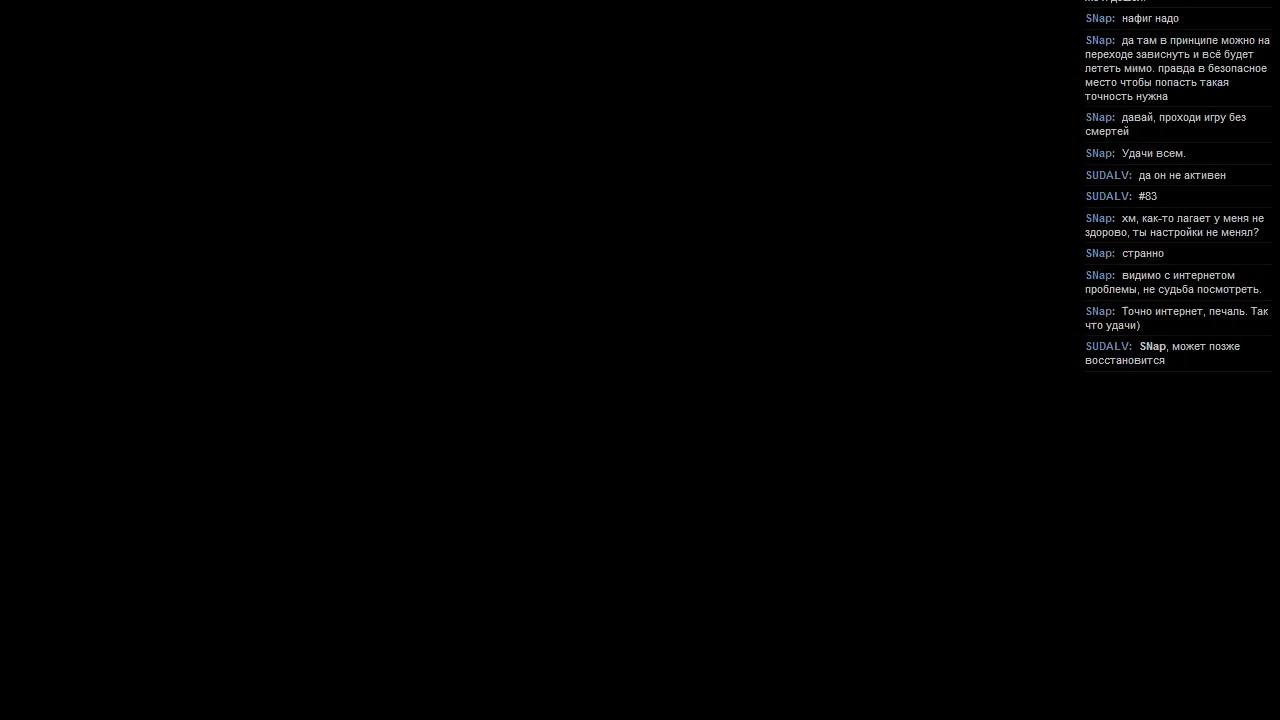 SNap: нафиг надо
SNap: да там в принципе можно на
переходе зависнуть и всё будет
лететь мимо. правда в безопасное
место чтобы попасть такая
точность нужна
SNap: давай, проходи игру без
смертей
SNap: Удачи всем.
SUDALV: да он не активен
SUDALV: #83
SNap: хм, как-то лагает у меня не
здорово, ты настройки не менял?
SNap: странно
SNap: видимо с интернетом
проблемы, не судьба посмотреть.
SNap: Точно интернет, печаль. Так
что удачи)
SUDALV: SNap, может позже
восстановится